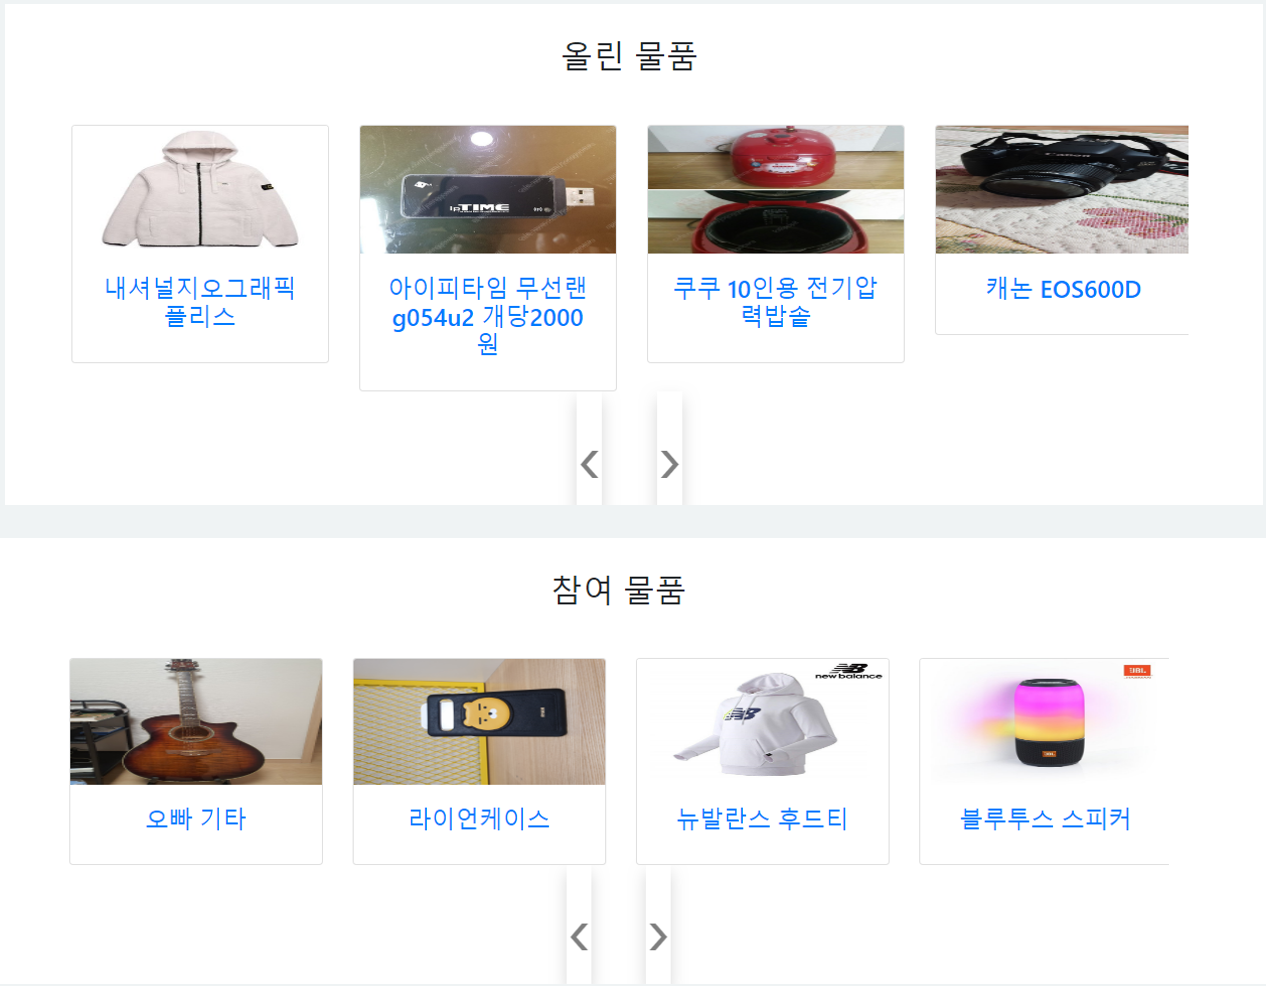 올린 물품
ipTIME
Canon
내셔널지오그래픽
플리스
아이피타임 무선랜
g054u2 개당2000
원
쿠쿠 10인용 전기압
력밥솥
캐논 EOS600D
‹ ›
참여 물품
new balance
JBL
JBL
오빠 기타
라이언케이스
뉴발란스 후드티
블루투스 스피커
‹ ›